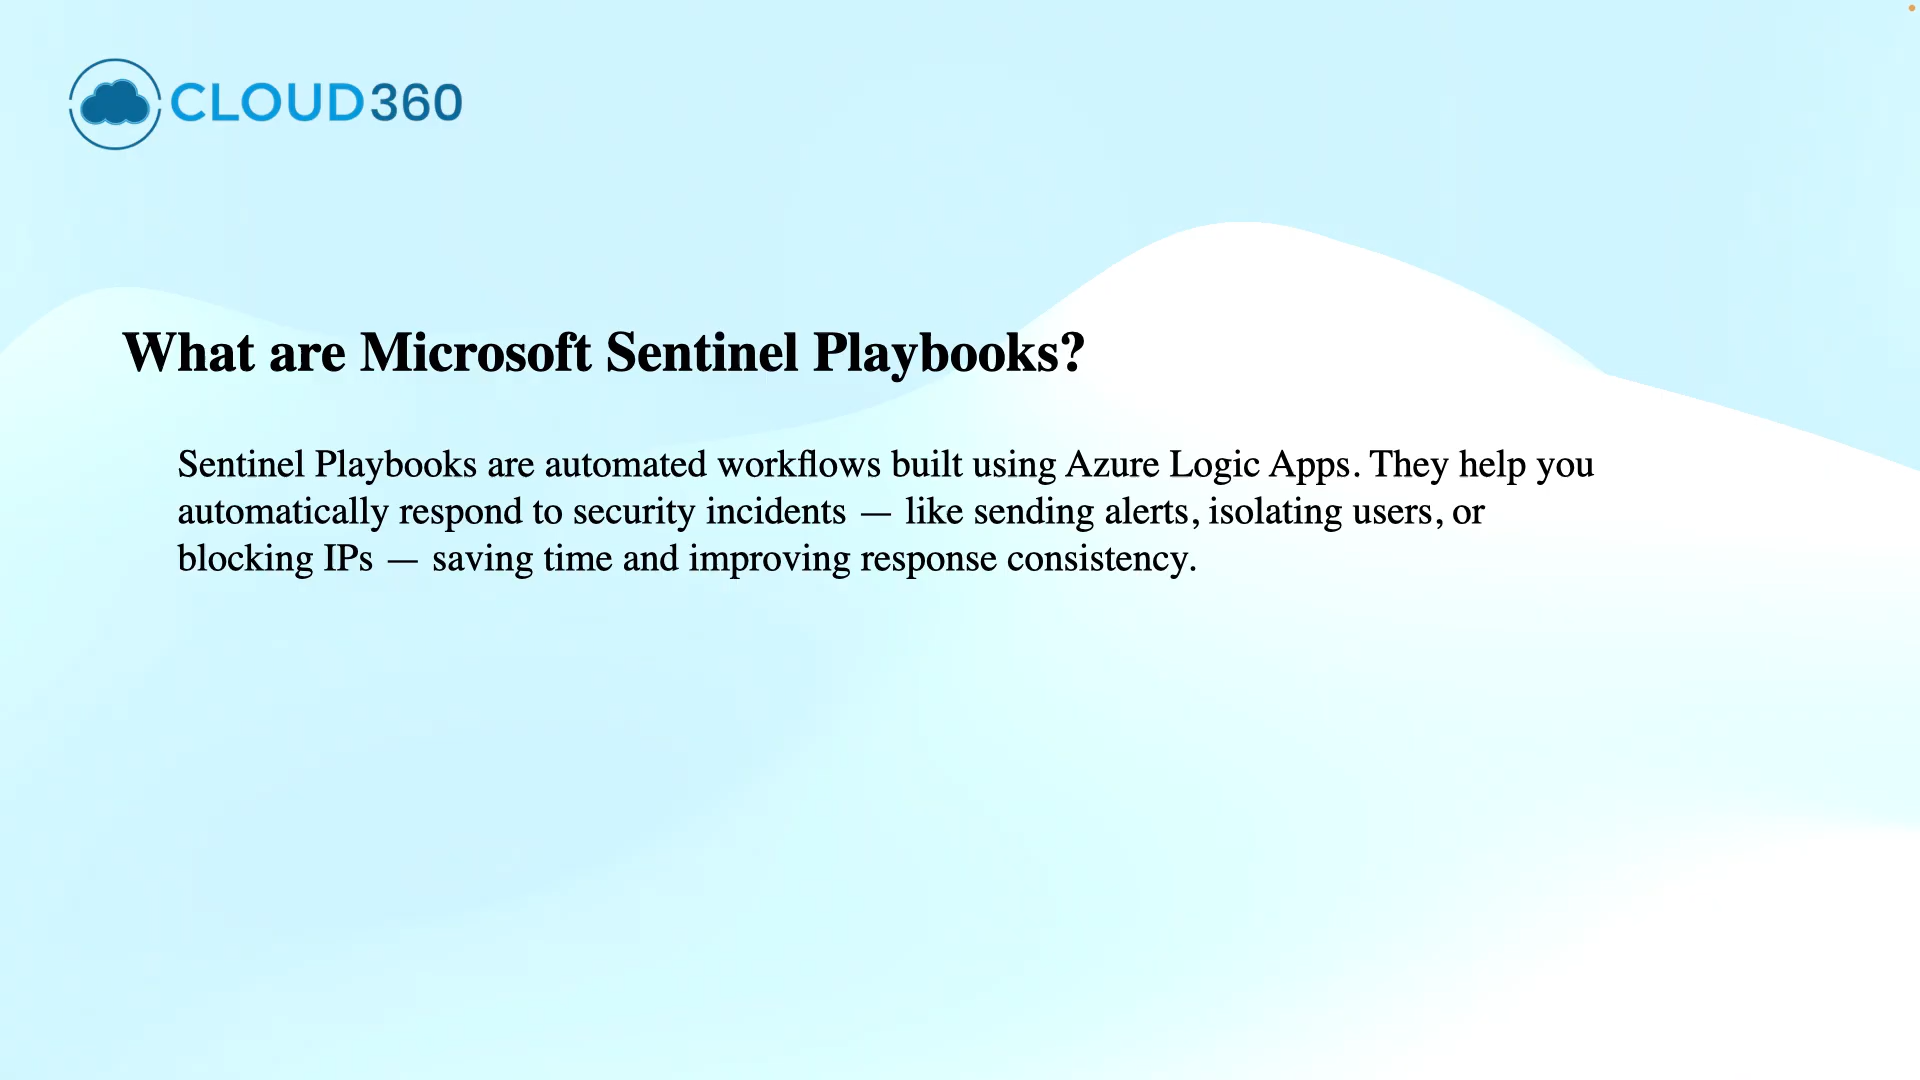 CLOUD360
What are Microsoft Sentinel Playbooks?
Sentinel Playbooks are automated workflows built using Azure Logic Apps. They help you
automatically respond to security incidents — like sending alerts, isolating users, or
blocking IPs — saving time and improving response consistency.